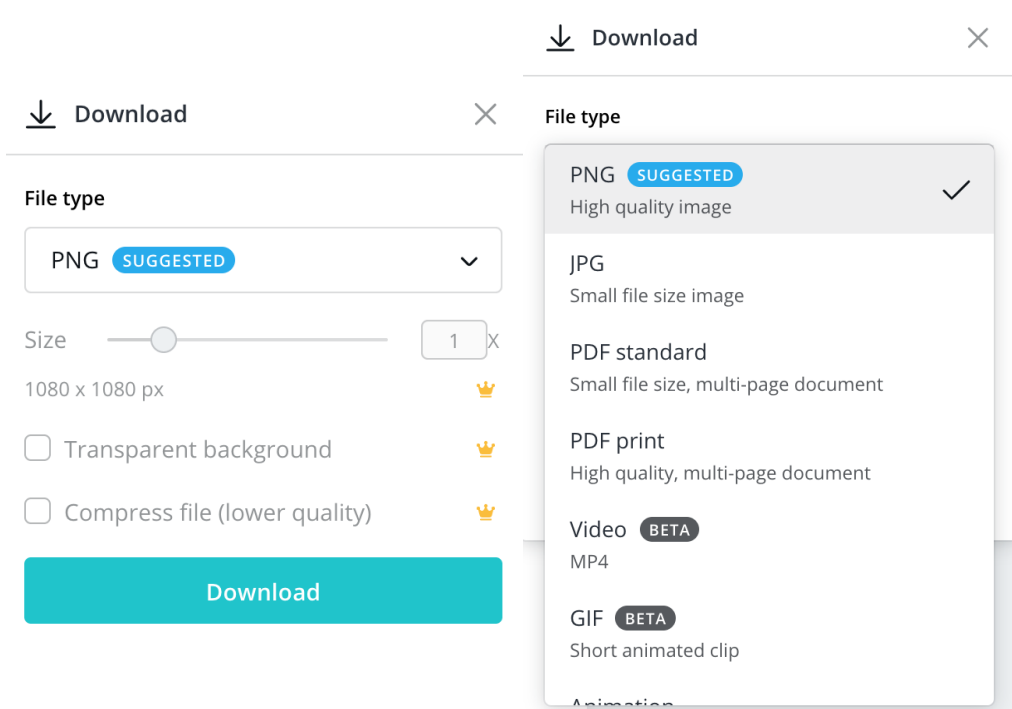 Download
File type
PNG SUGGESTED
Size 1 X
1080 x 1080 px
Transparent background
Compress file (lower quality)
Download
Download
File type
PNG SUGGESTED
High quality image
JPG
Small file size image
PDF standard
Small file size, multi-page document
PDF print
High quality, multi-page document
Video BETA
MP4
GIF BETA
Short animated clip
Animation